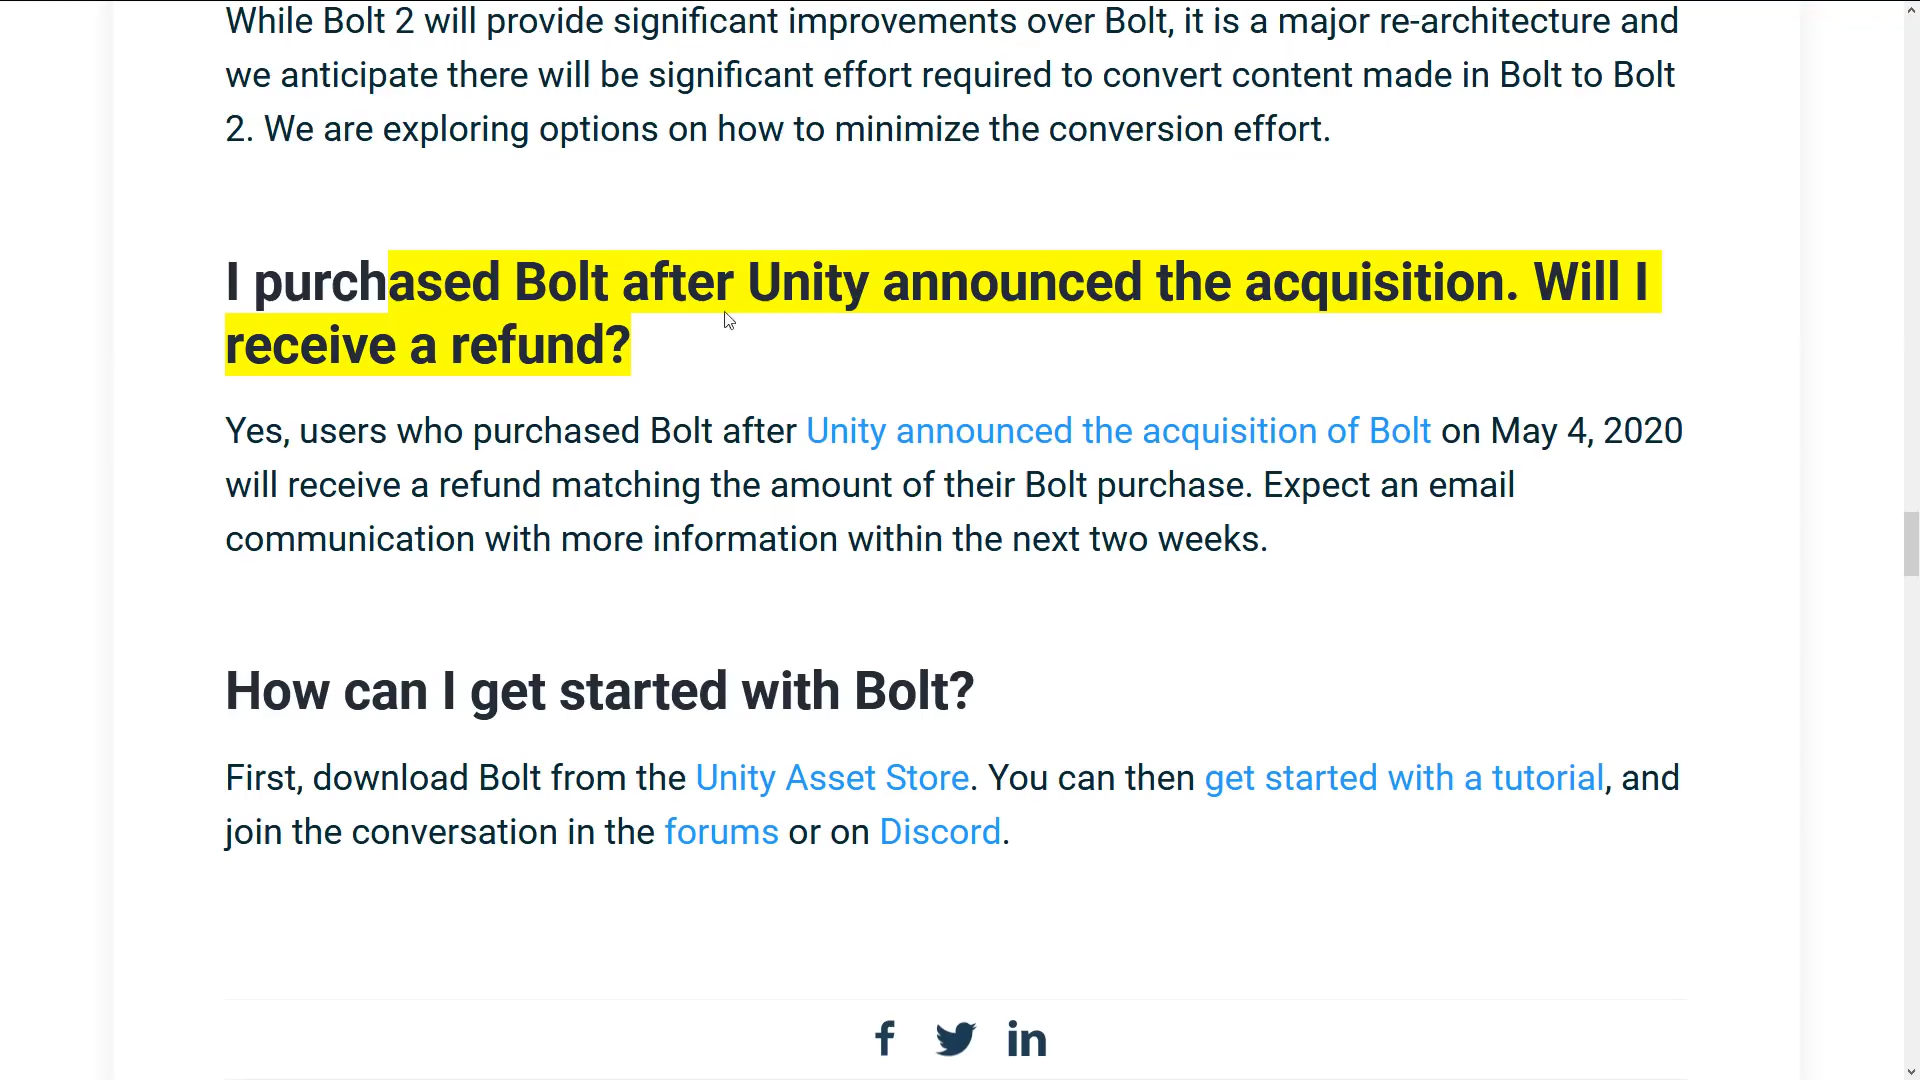 While Bolt 2 will provide significant improvements over Bolt, it is a major re-architecture and
we anticipate there will be significant effort required to convert content made in Bolt to Bolt
2. We are exploring options on how to minimize the conversion effort.
I purchased Bolt after Unity announced the acquisition. Will I
receive a refund?
Yes, users who purchased Bolt after Unity announced the acquisition of Bolt on May 4, 2020
will receive a refund matching the amount of their Bolt purchase. Expect an email
communication with more information within the next two weeks.
How can I get started with Bolt?
First, download Bolt from the Unity Asset Store. You can then get started with a tutorial, and
join the conversation in the forums or on Discord.